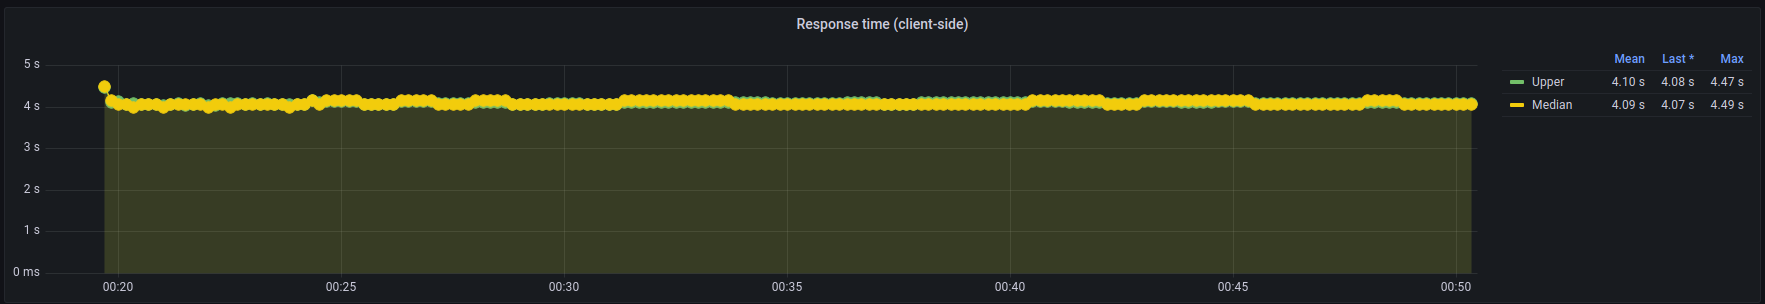 Response time (client-side)
5 s
4 s
3 s
2 s
1 s
0 ms
00:20 00:25 00:30 00:35 00:40 00:45 00:50
Mean Last * Max
Upper 4.10 s 4.08 s 4.47 s
Median 4.09 s 4.07 s 4.49 s